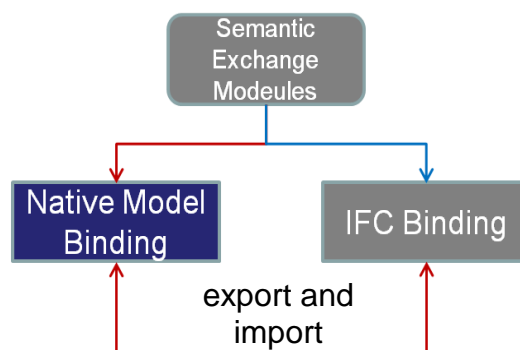 Semantic
Exchange
Modeules
Native Model
Binding
IFC Binding
export and
import